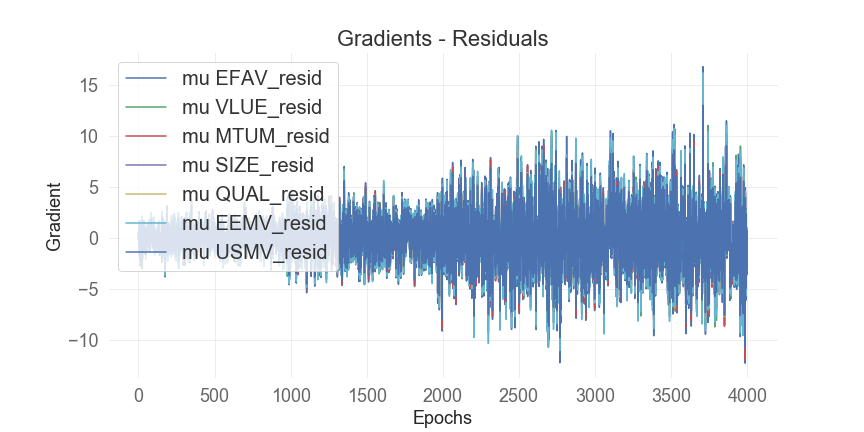 Gradients - Residuals
mu EFAV_resid
mu VLUE_resid
mu MTUM_resid
mu SIZE_resid
mu QUAL_resid
mu EEMV_resid
mu USMV_resid
Gradient
15
10
5
0
−5
−10
0 500 1000 1500 2000 2500 3000 3500 4000
Epochs